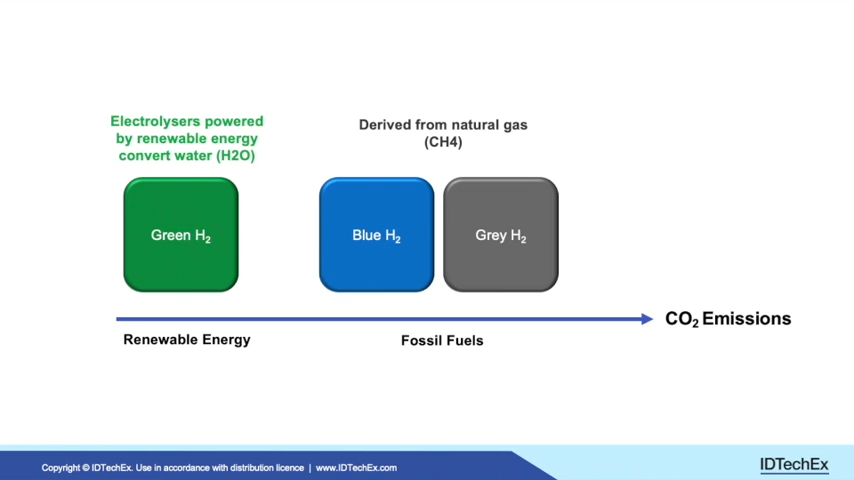 Electrolysers powered
by renewable energy
convert water (H2O)
Derived from natural gas
(CH4)
Green H₂
Blue H₂
Grey H₂
CO₂ Emissions
Renewable Energy
Fossil Fuels
Copyright © IDTechEx. Use in accordance with distribution licence | www.IDTechEx.com
IDTechEx